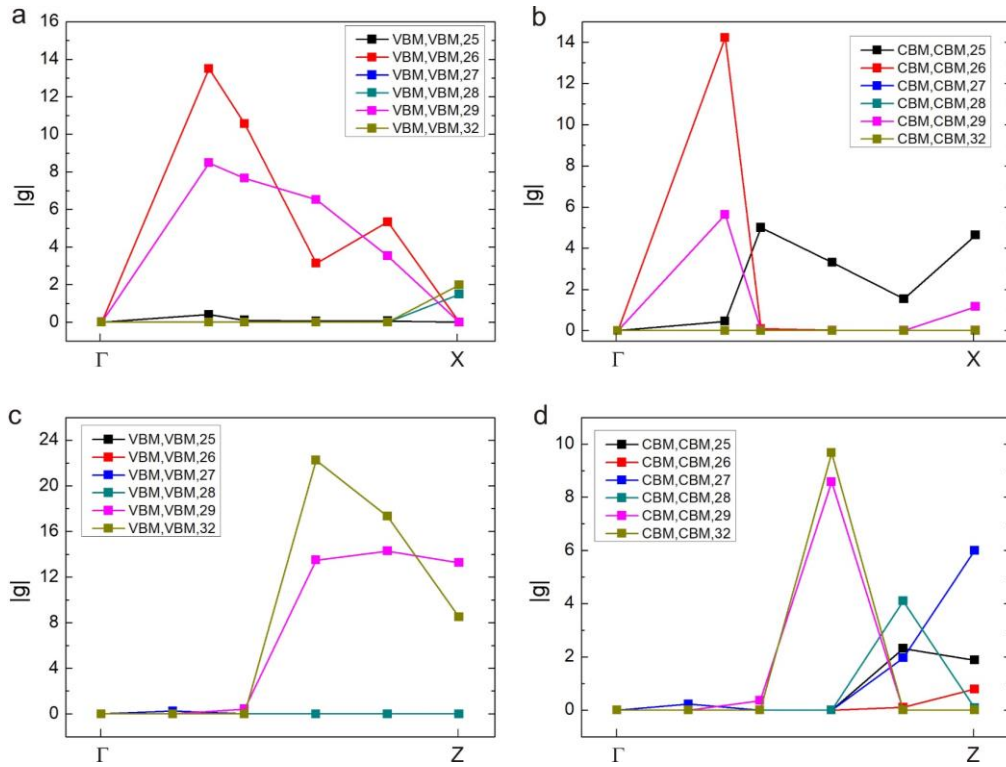 a
16
14
12
10
8
6
4
2
0
|g|
Γ
X
VBM,VBM,25
VBM,VBM,26
VBM,VBM,27
VBM,VBM,28
VBM,VBM,29
VBM,VBM,32
b
14
12
10
8
6
4
2
0
|g|
Γ
X
CBM,CBM,25
CBM,CBM,26
CBM,CBM,27
CBM,CBM,28
CBM,CBM,29
CBM,CBM,32
c
24
20
16
12
8
4
0
|g|
Γ
Z
VBM,VBM,25
VBM,VBM,26
VBM,VBM,27
VBM,VBM,28
VBM,VBM,29
VBM,VBM,32
d
10
8
6
4
2
0
|g|
Γ
Z
CBM,CBM,25
CBM,CBM,26
CBM,CBM,27
CBM,CBM,28
CBM,CBM,29
CBM,CBM,32